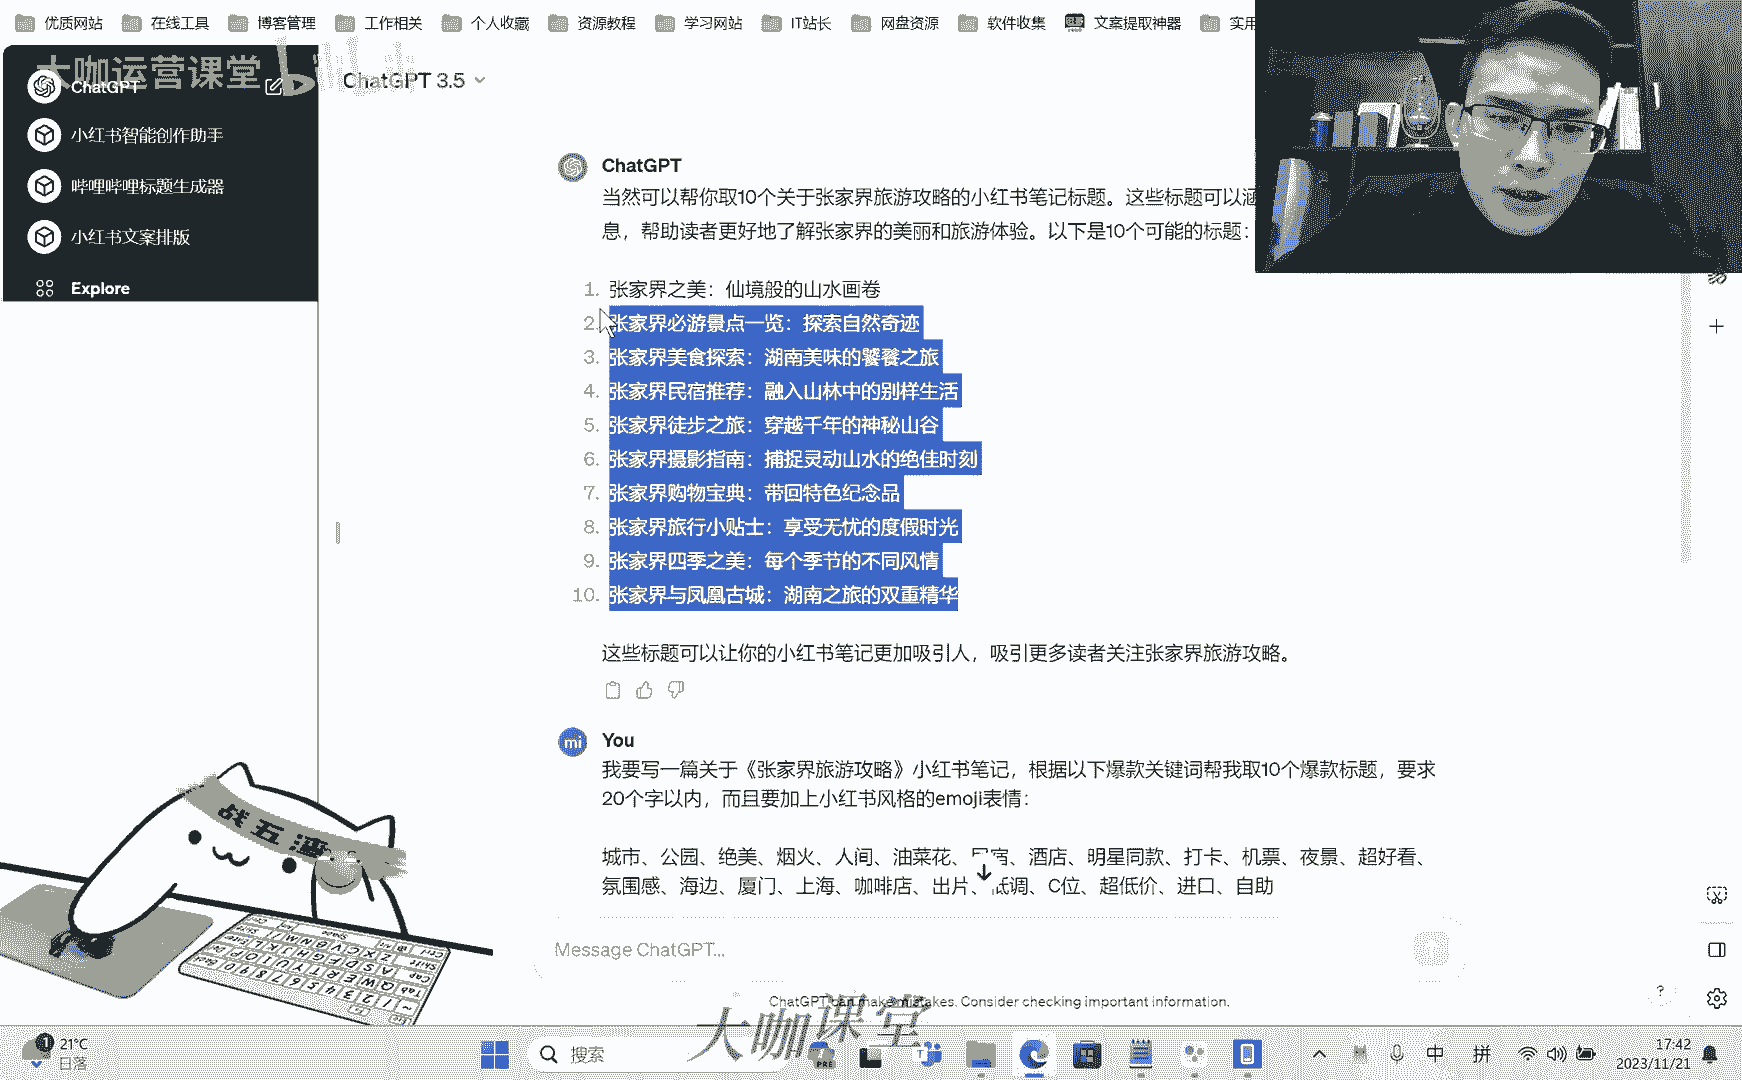 优质网站 在线工具 博客管理 工作相关 个人收藏 资源教程 学习网站 IT站长 网盘资源 软件收集 文案提取神器 实用
大咖运营课堂 bilibili
ChatGPT
小红书智能创作助手
哔哩哔哩标题生成器
小红书文案排版
Explore
ChatGPT 3.5
ChatGPT
当然可以帮你取10个关于张家界旅游攻略的小红书笔记标题。这些标题可以涵
息，帮助读者更好地了解张家界的美丽和旅游体验。以下是10个可能的标题：
1. 张家界之美：仙境般的山水画卷
2. 张家界必游景点一览：探索自然奇迹
3. 张家界美食探索：湖南美味的饕餮之旅
4. 张家界民宿推荐：融入山林中的别样生活
5. 张家界徒步之旅：穿越千年的神秘山谷
6. 张家界摄影指南：捕捉灵动山水的绝佳时刻
7. 张家界购物宝典：带回特色纪念品
8. 张家界旅行小贴士：享受无忧的度假时光
9. 张家界四季之美：每个季节的不同风情
10. 张家界与凤凰古城：湖南之旅的双重精华
这些标题可以让你的小红书笔记更加吸引人，吸引更多读者关注张家界旅游攻略。
mi
You
我要写一篇关于《张家界旅游攻略》小红书笔记，根据以下爆款关键词帮我取10个爆款标题，要求
20个字以内，而且要加上小红书风格的emoji表情：
城市、公园、绝美、烟火、人间、油菜花、民宿、酒店、明星同款、打卡、机票、夜景、超好看、
氛围感、海边、厦门、上海、咖啡店、出片、低调、C位、超低价、进口、自助
Message ChatGPT...
ChatGPT can make mistakes. Consider checking important information.
?
大咖课堂
战五渣
1
21°C
日落
搜索
PRE
中 拼
17:42
2023/11/21